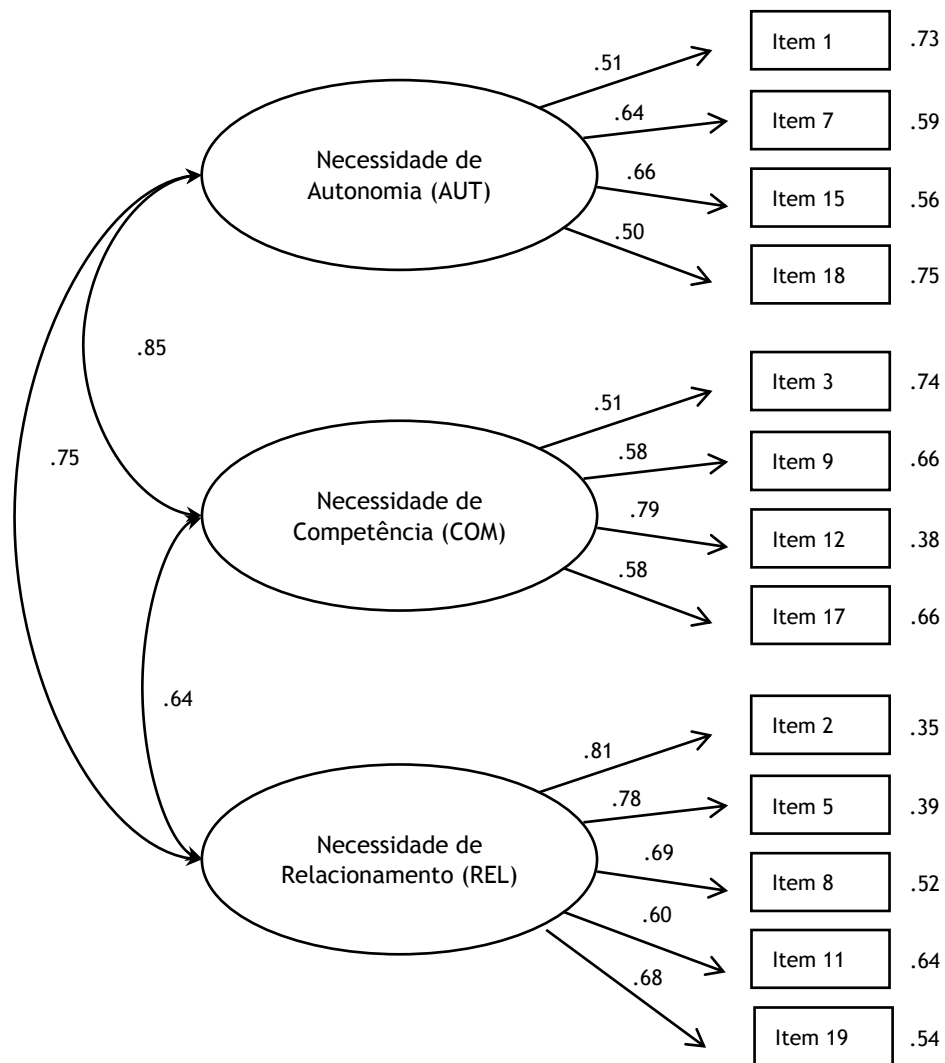 .51
Item 1
.73
.64
Item 7
.59
Necessidade de
Autonomia (AUT)
.66
Item 15
.56
.50
Item 18
.75
.85
.51
Item 3
.74
.75
.58
Item 9
.66
Necessidade de
Competência (COM)
.79
Item 12
.38
.58
Item 17
.66
.64
.81
Item 2
.35
.78
Item 5
.39
Necessidade de
Relacionamento (REL)
.69
Item 8
.52
.60
Item 11
.64
.68
Item 19
.54